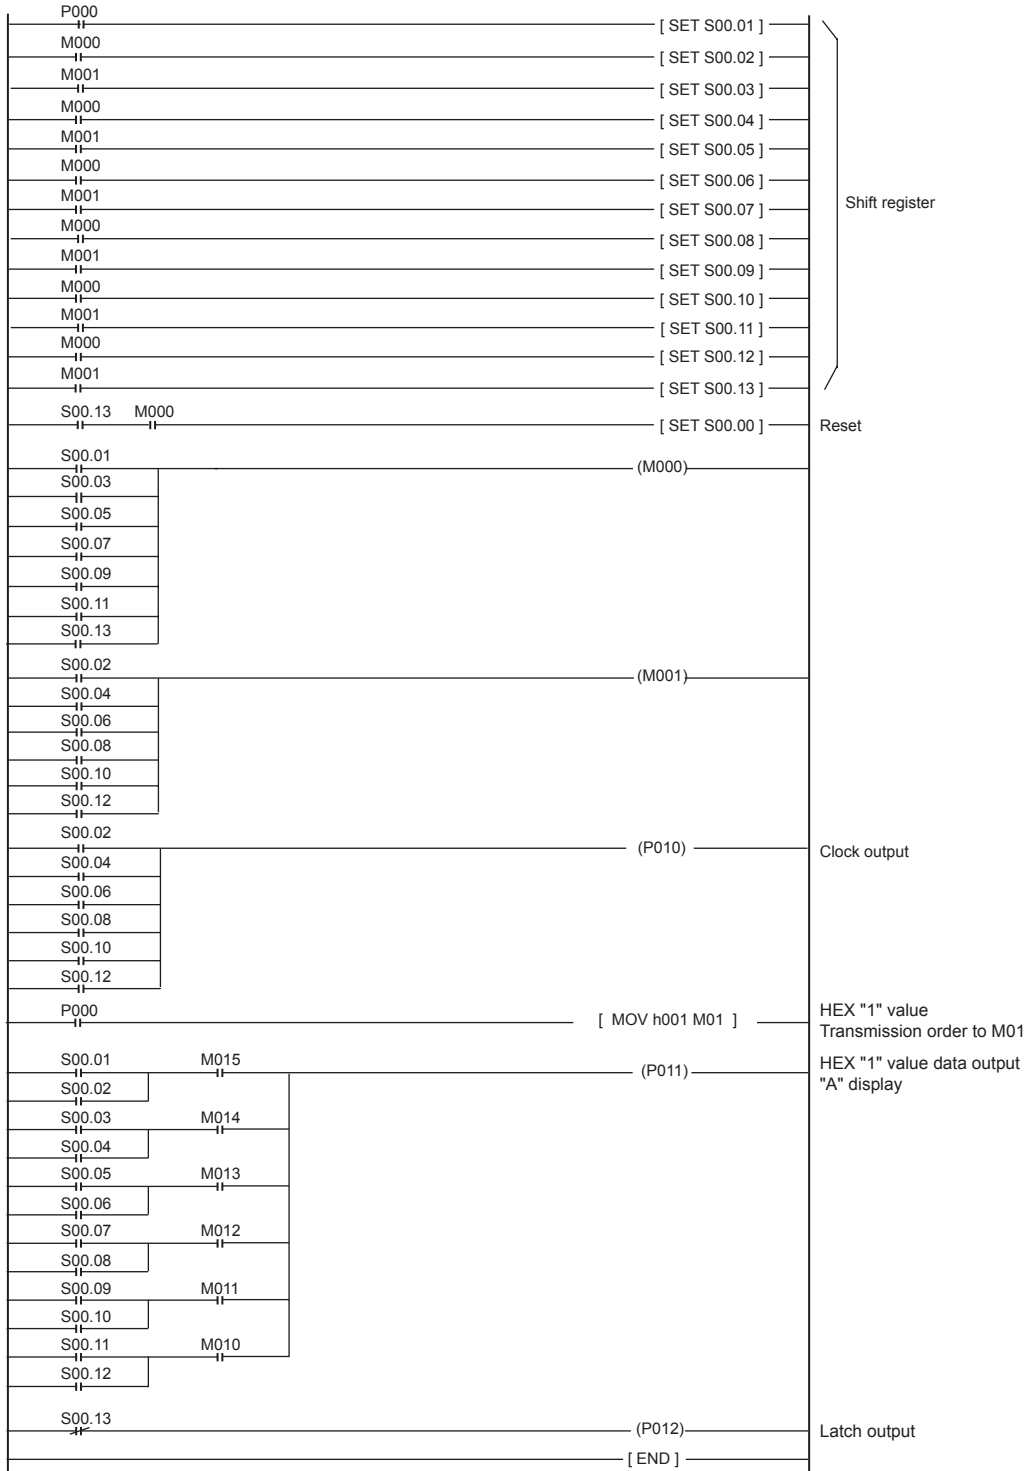 P000
[ SET S00.01 ]
M000
[ SET S00.02 ]
M001
[ SET S00.03 ]
M000
[ SET S00.04 ]
M001
[ SET S00.05 ]
M000
[ SET S00.06 ]
M001
[ SET S00.07 ]
Shift register
M000
[ SET S00.08 ]
M001
[ SET S00.09 ]
M000
[ SET S00.10 ]
M001
[ SET S00.11 ]
M000
[ SET S00.12 ]
M001
[ SET S00.13 ]
S00.13 M000
[ SET S00.00 ] Reset
S00.01
(M000)
S00.03
S00.05
S00.07
S00.09
S00.11
S00.13
S00.02
(M001)
S00.04
S00.06
S00.08
S00.10
S00.12
S00.02
(P010) Clock output
S00.04
S00.06
S00.08
S00.10
S00.12
P000
[ MOV h001 M01 ]
HEX "1" value
Transmission order to M01
S00.01 M015
(P011)
HEX "1" value data output
"A" display
S00.02
S00.03 M014
S00.04
S00.05 M013
S00.06
S00.07 M012
S00.08
S00.09 M011
S00.10
S00.11 M010
S00.12
S00.13
(P012) Latch output
[ END ]